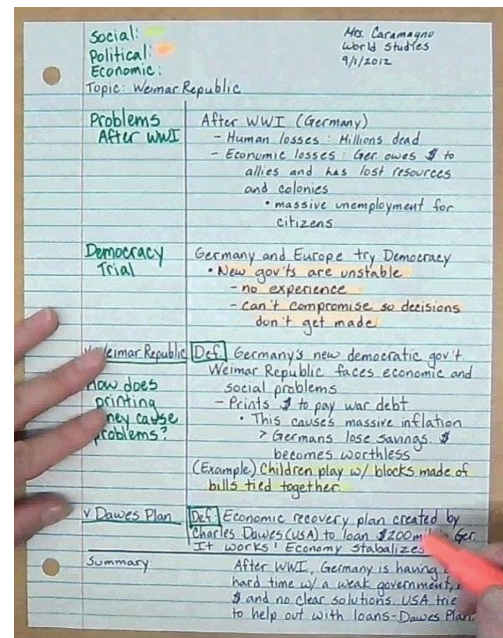 Social:
Political:
Economic:
Topic: Weimar Republic
Mrs. Caramagno
World Studies
9/1/2012
Problems
After WWI
After WWI (Germany)
- Human losses: Millions dead
- Economic losses: Ger owes $ to
allies and has lost resources
and colonies
• massive unemployment for
citizens
Democracy
Trial
Germany and Europe try Democracy
• New gov'ts are unstable
- no experience
- can't compromise so decisions
don't get made
Weimar Republic
Def: Germany's new democratic gov't
Weimar Republic faces economic and
social problems
- Prints $ to pay war debt
• This causes massive inflation
> Germans lose savings. $
becomes worthless
(Example) Children play w/ blocks made of
bills tied together
How does
printing
cause
problems?
v. Dawes Plan
Def: Economic recovery plan created by
Charles Dawes (USA) to loan $200mil Ger.
It works! Economy stabalizes
Summary:
After WWI, Germany is having
hard time w/ a weak government,
$ and no clear solutions. USA
to help out with loans-Dawes Plan